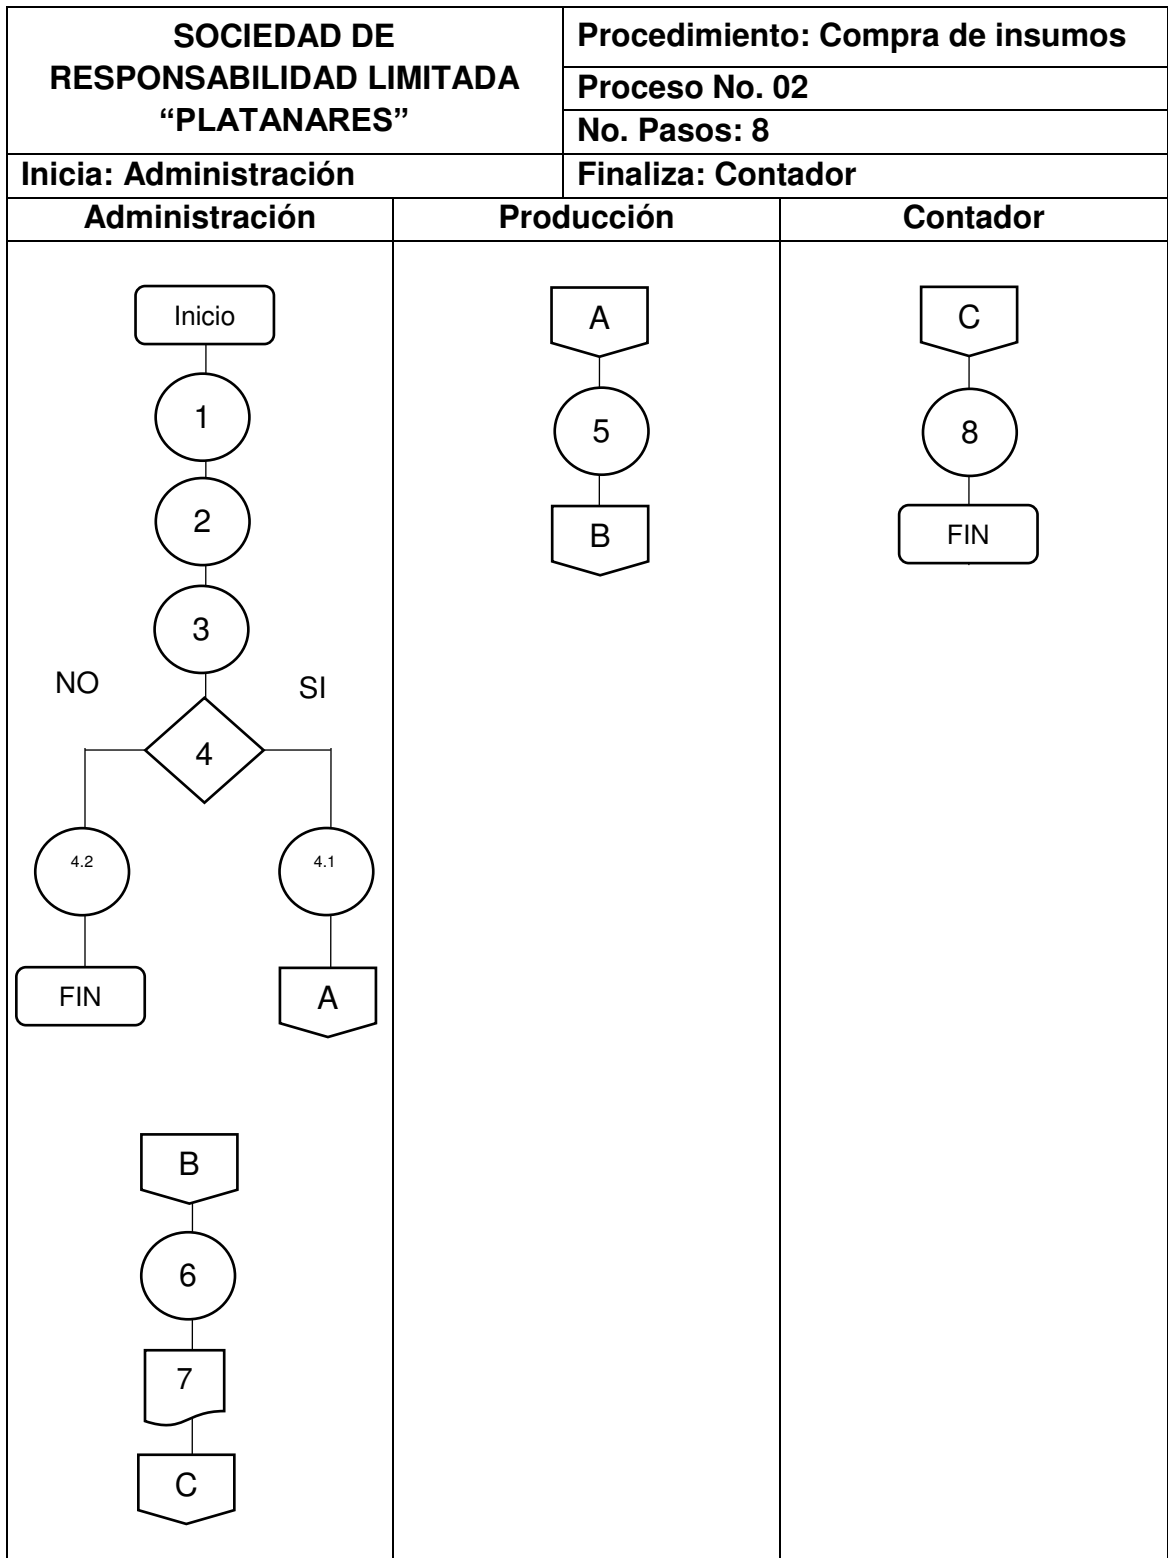 SOCIEDAD DE
RESPONSABILIDAD LIMITADA
“PLATANARES”
Procedimiento: Compra de insumos
Proceso No. 02
No. Pasos: 8
Inicia: Administración
Finaliza: Contador
Administración
Producción
Contador
Inicio
1
2
3
NO
SI
4
4.2
4.1
FIN
A
B
6
7
C
A
5
B
C
8
FIN